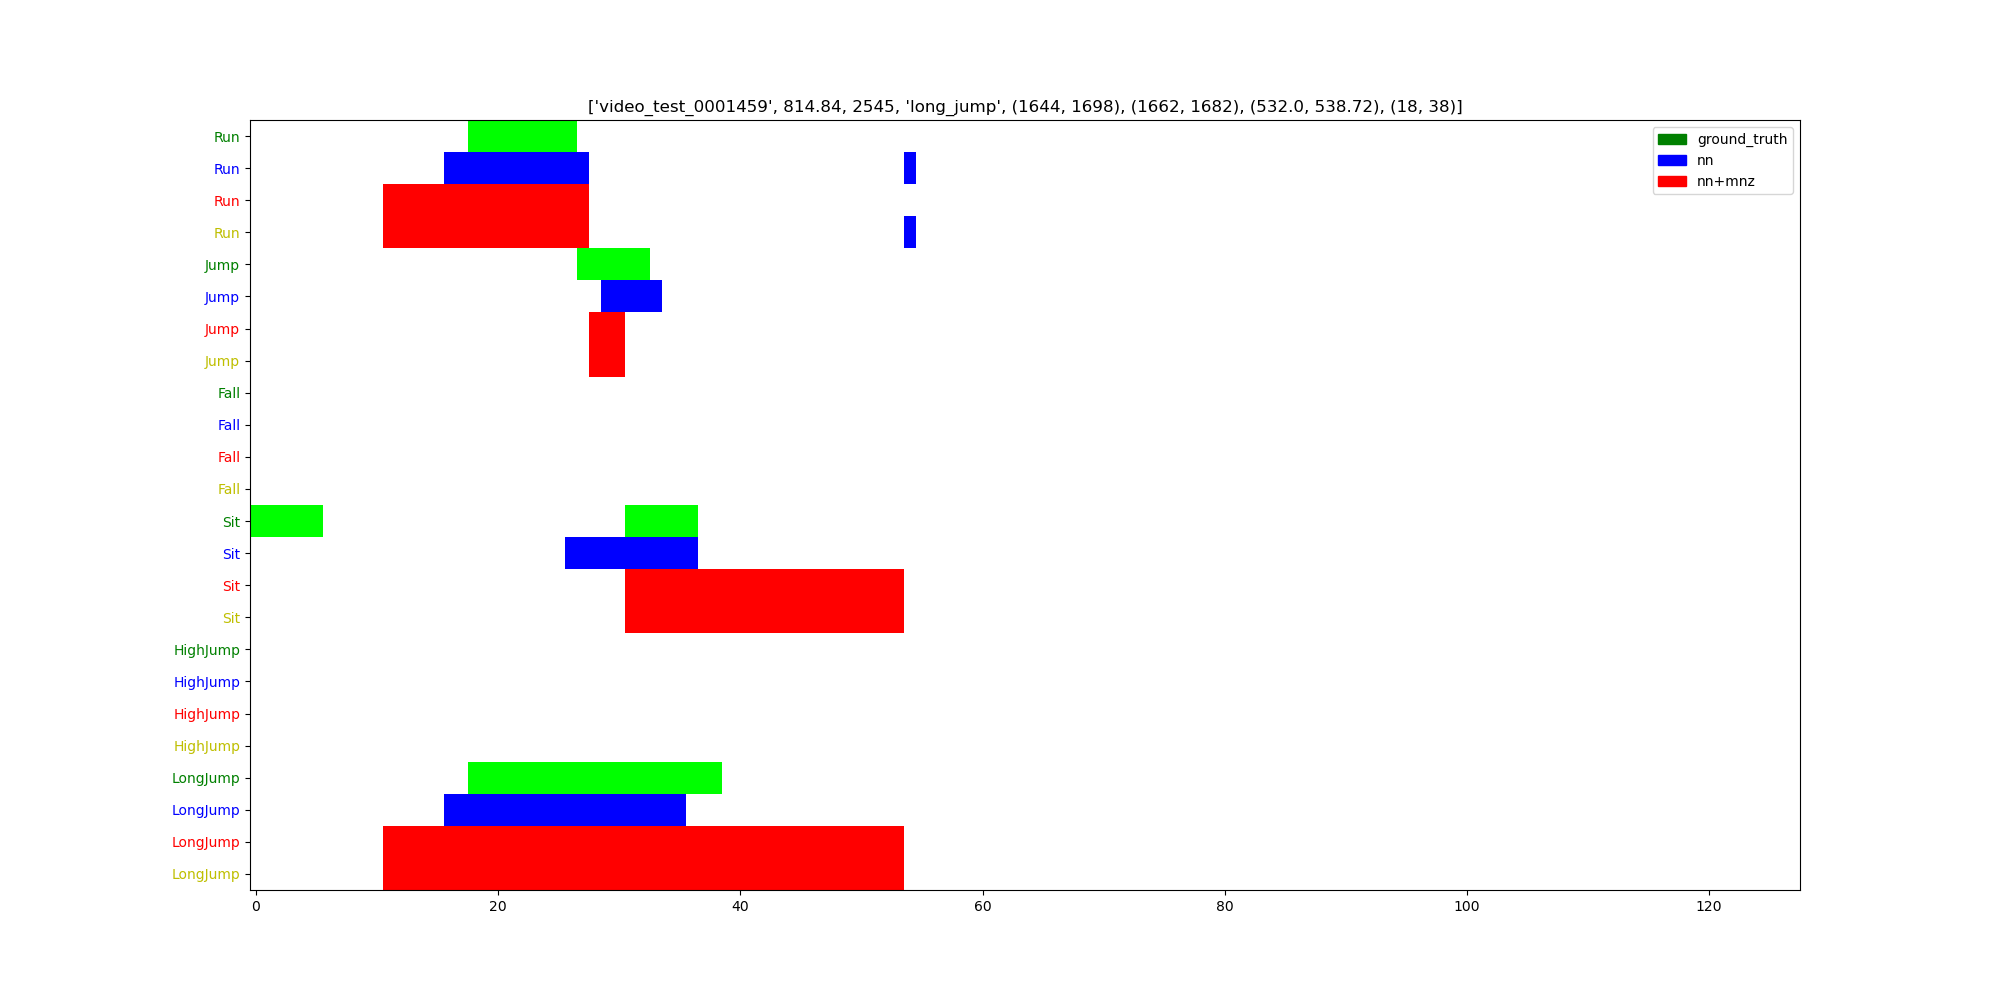 ['video_test_0001459', 814.84, 2545, 'long_jump', (1644, 1698), (1662, 1682), (532.0, 538.72), (18, 38)]
ground_truth
nn
nn+mnz
Run
Run
Run
Run
Jump
Jump
Jump
Jump
Fall
Fall
Fall
Fall
Sit
Sit
Sit
Sit
HighJump
HighJump
HighJump
HighJump
LongJump
LongJump
LongJump
LongJump
0 20 40 60 80 100 120